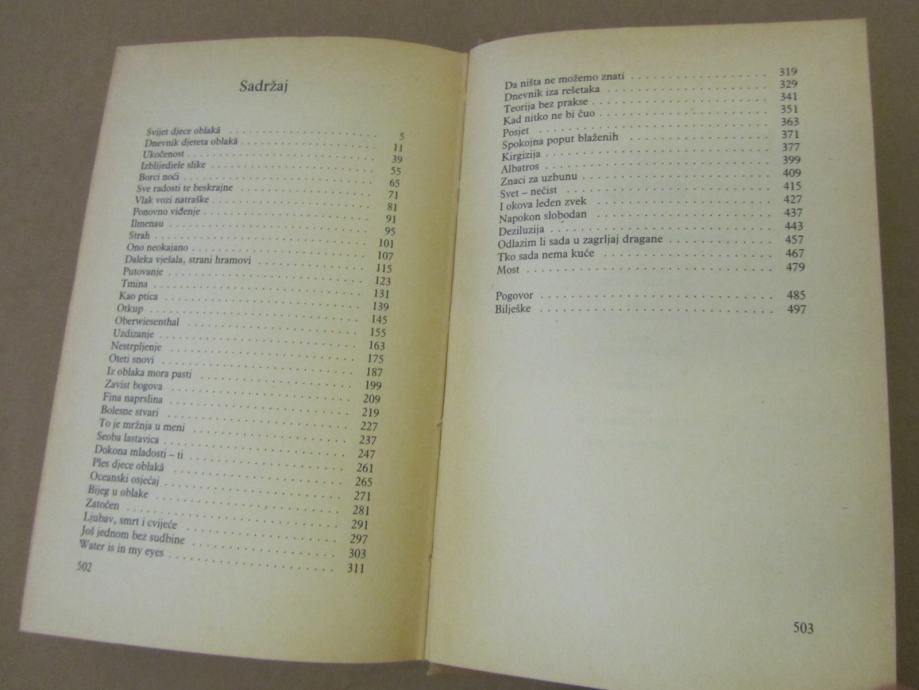 Sadržaj
Svijet djece oblakâ . . . . . . . . . . 5
Dnevnik djeteta oblakâ . . . . . . . . . . 11
Ukočenost . . . . . . . . . . 39
Izblijedjele slike . . . . . . . . . . 55
Borci noći . . . . . . . . . . 65
Sve radosti te beskrajne . . . . . . . . . . 71
Vlak vozi natraške . . . . . . . . . . 81
Ponovno viđenje . . . . . . . . . . 91
Ilmenau . . . . . . . . . . 95
Strah . . . . . . . . . . 101
Ono neokajano . . . . . . . . . . 107
Daleka vješala, strani hramovi . . . . . . . . . . 115
Putovanje . . . . . . . . . . 123
Tmina . . . . . . . . . . 131
Kao ptica . . . . . . . . . . 139
Otkup . . . . . . . . . . 145
Oberwiesenthal . . . . . . . . . . 155
Uzdizanje . . . . . . . . . . 163
Nestrpljenje . . . . . . . . . . 175
Oteti snovi . . . . . . . . . . 187
Iz oblaka mora pasti . . . . . . . . . . 199
Zavist bogova . . . . . . . . . . 209
Fina naprslina . . . . . . . . . . 219
Bolesne stvari . . . . . . . . . . 227
To je mržnja u meni . . . . . . . . . . 237
Seoba lastavica . . . . . . . . . . 247
Dokona mladosti – ti . . . . . . . . . . 261
Ples djece oblakâ . . . . . . . . . . 265
Oceanski osjećaj . . . . . . . . . . 271
Bijeg u oblake . . . . . . . . . . 281
Zatočen . . . . . . . . . . 291
Ljubav, smrt i cvijeće . . . . . . . . . . 297
Još jednom bez sudbine . . . . . . . . . . 303
Water is in my eyes . . . . . . . . . . 311
502
Da ništa ne možemo znati . . . . . . . . . . 319
Dnevnik iza rešetaka . . . . . . . . . . 329
Teorija bez prakse . . . . . . . . . . 341
Kad nitko ne bi čuo . . . . . . . . . . 351
Posjet . . . . . . . . . . 363
Spokojna poput blaženih . . . . . . . . . . 371
Kirgizija . . . . . . . . . . 377
Albatros . . . . . . . . . . 399
Znaci za uzbunu . . . . . . . . . . 409
Svet – nečist . . . . . . . . . . 415
I okova leden zvek . . . . . . . . . . 427
Napokon slobodan . . . . . . . . . . 437
Deziluzija . . . . . . . . . . 443
Odlazim li sada u zagrljaj dragane . . . . . . . . . . 457
Tko sada nema kuće . . . . . . . . . . 467
Most . . . . . . . . . . 479
Pogovor . . . . . . . . . . 485
Bilješke . . . . . . . . . . 497
503